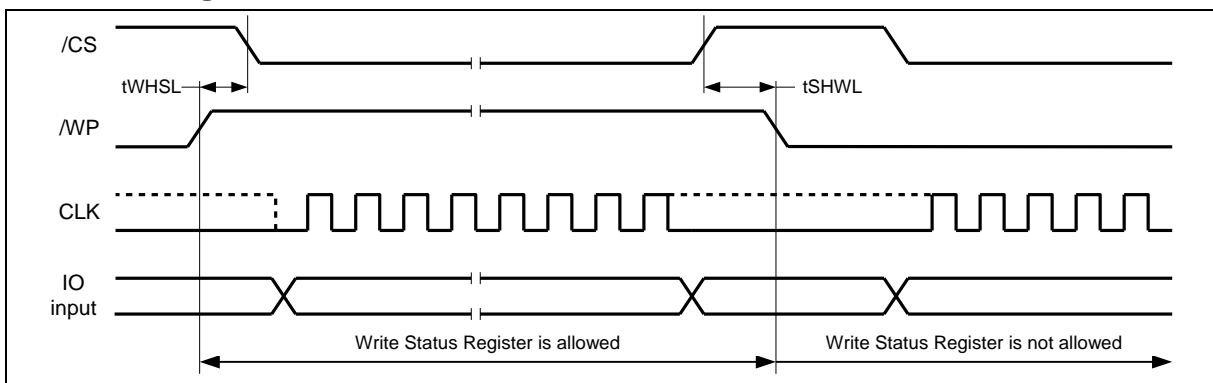 /CS
tWHSL
tSHWL
/WP
CLK
IO
input
Write Status Register is allowed
Write Status Register is not allowed